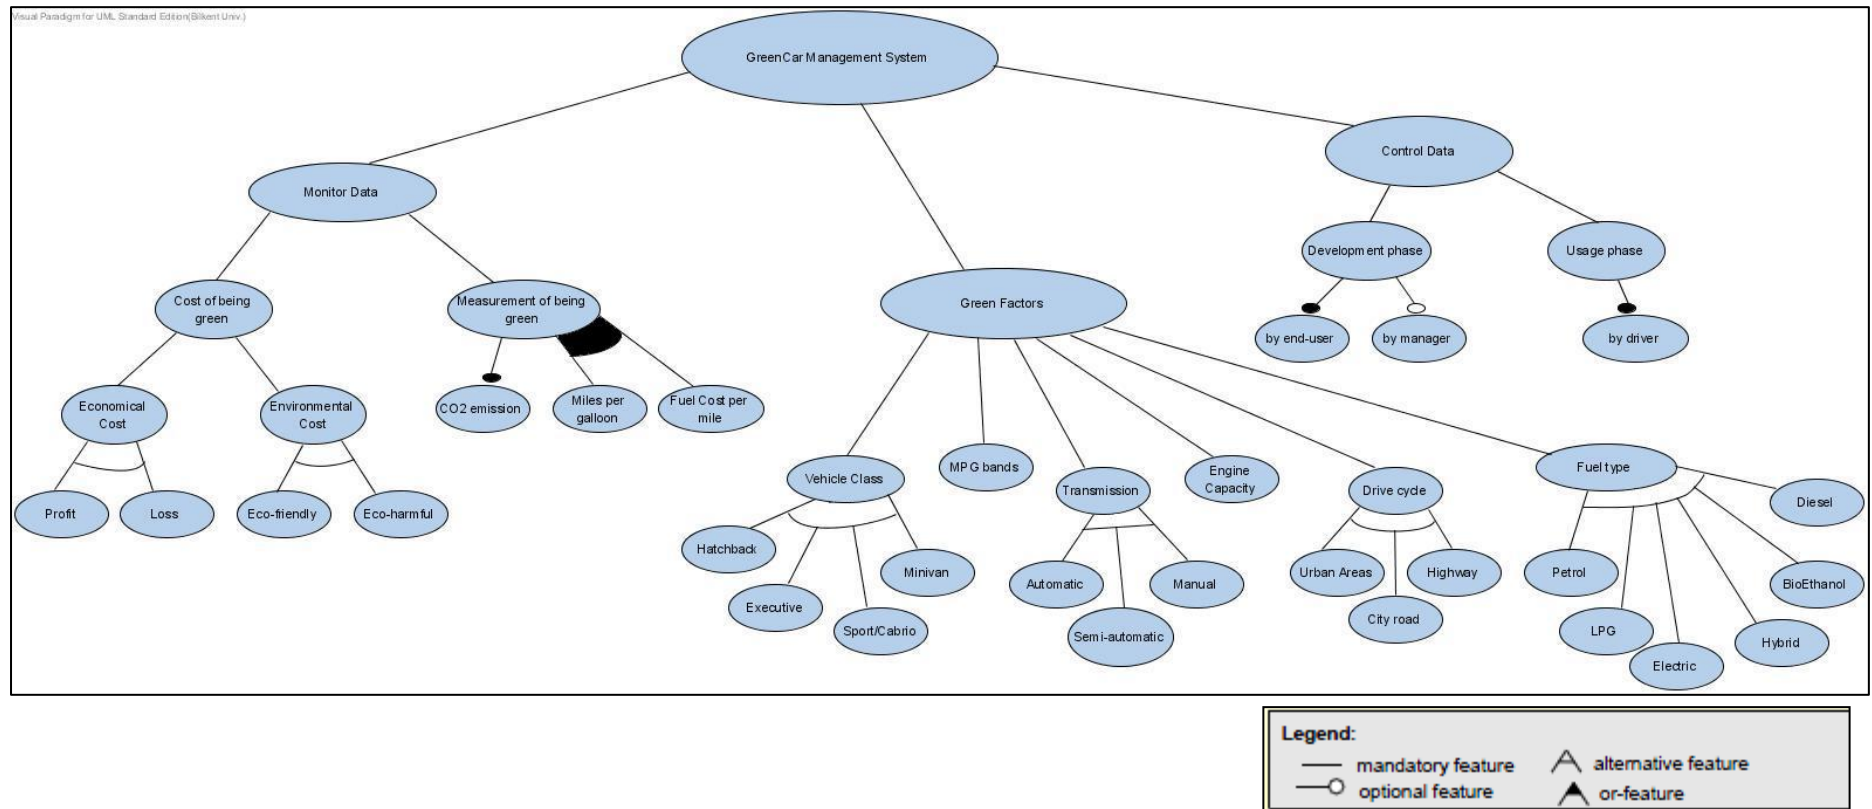 Visual Paradigm for UML Standard Edition(Bilkent Univ.)
GreenCar Management System
Monitor Data
Control Data
Cost of being
green
Measurement of being
green
Green Factors
Development phase
Usage phase
by end-user
by manager
by driver
Economical
Cost
Environmental
Cost
CO2 emission
Miles per
galloon
Fuel Cost per
mile
Vehicle Class
MPG bands
Transmission
Engine
Capacity
Drive cycle
Fuel type
Profit
Loss
Eco-friendly
Eco-harmful
Hatchback
Executive
Sport/Cabrio
Minivan
Automatic
Semi-automatic
Manual
Urban Areas
City road
Highway
Petrol
LPG
Electric
Hybrid
BioEthanol
Diesel
Legend:
mandatory feature
optional feature
alternative feature
or-feature